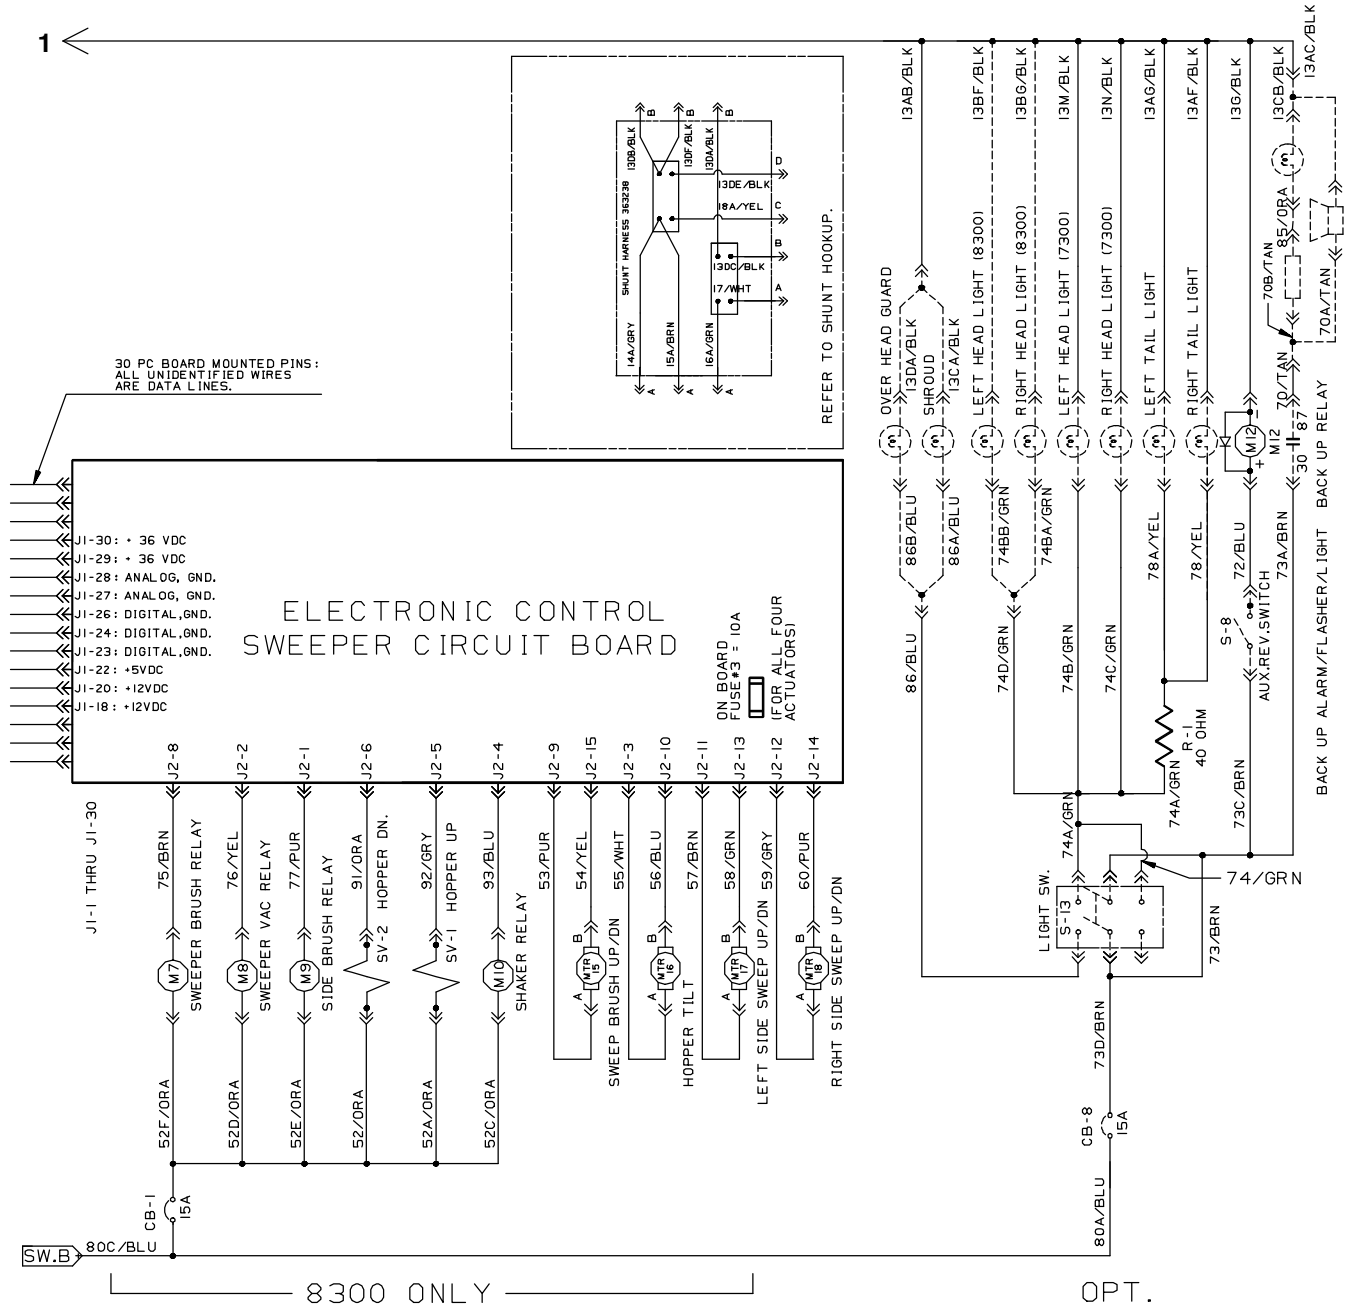 1
13AB/BLK
13BF/BLK
13BG/BLK
13M/BLK
13N/BLK
13AG/BLK
13AF/BLK
13G/BLK
13CB/BLK
13AC/BLK
13DB/BLK
13DF/BLK
13DA/BLK
B
B
B
SHUNT HARNESS 363238
13DE/BLK
D
18A/YEL
C
13DC/BLK
B
17/WHT
A
14A/GRY
15A/BRN
16A/GRN
A
A
A
REFER TO SHUNT HOOKUP.
OVER HEAD GUARD
13DA/BLK
SHROUD
13CA/BLK
LEFT HEAD LIGHT (8300)
RIGHT HEAD LIGHT (8300)
LEFT HEAD LIGHT (7300)
RIGHT HEAD LIGHT (7300)
LEFT TAIL LIGHT
RIGHT TAIL LIGHT
70B/TAN
85/ORA
70A/TAN
70/TAN
M12
M12
-
+
30
87
BACK UP ALARM/FLASHER/LIGHT BACK UP RELAY
30 PC BOARD MOUNTED PINS:
ALL UNIDENTIFIED WIRES
ARE DATA LINES.
J1-30: + 36 VDC
J1-29: + 36 VDC
J1-28: ANALOG, GND.
J1-27: ANALOG, GND.
J1-26: DIGITAL,GND.
J1-24: DIGITAL,GND.
J1-23: DIGITAL,GND.
J1-22: +5VDC
J1-20: +12VDC
J1-18: +12VDC
ELECTRONIC CONTROL
SWEEPER CIRCUIT BOARD
ON BOARD
FUSE #3 = 10A
(FOR ALL FOUR
ACTUATORS)
86B/BLU
86A/BLU
74BB/GRN
74BA/GRN
78A/YEL
78/YEL
72/BLU
73A/BRN
S-8
AUX.REV.SWITCH
86/BLU
74D/GRN
74B/GRN
74C/GRN
R-1
40 OHM
74A/GRN
74A/GRN
73C/BRN
74/GRN
LIGHT SW.
S-13
73/BRN
73D/BRN
CB-8
15A
80A/BLU
J1-1 THRU J1-30
J2-8
J2-2
J2-1
J2-6
J2-5
J2-4
J2-9
J2-15
J2-3
J2-10
J2-11
J2-13
J2-12
J2-14
75/BRN
76/YEL
77/PUR
91/ORA
92/GRY
93/BLU
53/PUR
54/YEL
55/WHT
56/BLU
57/BRN
58/GRN
59/GRY
60/PUR
M7
SWEEPER BRUSH RELAY
M8
SWEEPER VAC RELAY
M9
SIDE BRUSH RELAY
SV-2 HOPPER DN.
SV-1 HOPPER UP
M10
SHAKER RELAY
B
MTR
15
A
SWEEP BRUSH UP/DN
B
MTR
16
A
HOPPER TILT
B
MTR
17
A
LEFT SIDE SWEEP UP/DN
B
MTR
18
A
RIGHT SIDE SWEEP UP/DN
52F/ORA
52D/ORA
52E/ORA
52/ORA
52A/ORA
52C/ORA
CB-1
15A
SW.B
80C/BLU
8300 ONLY
OPT.